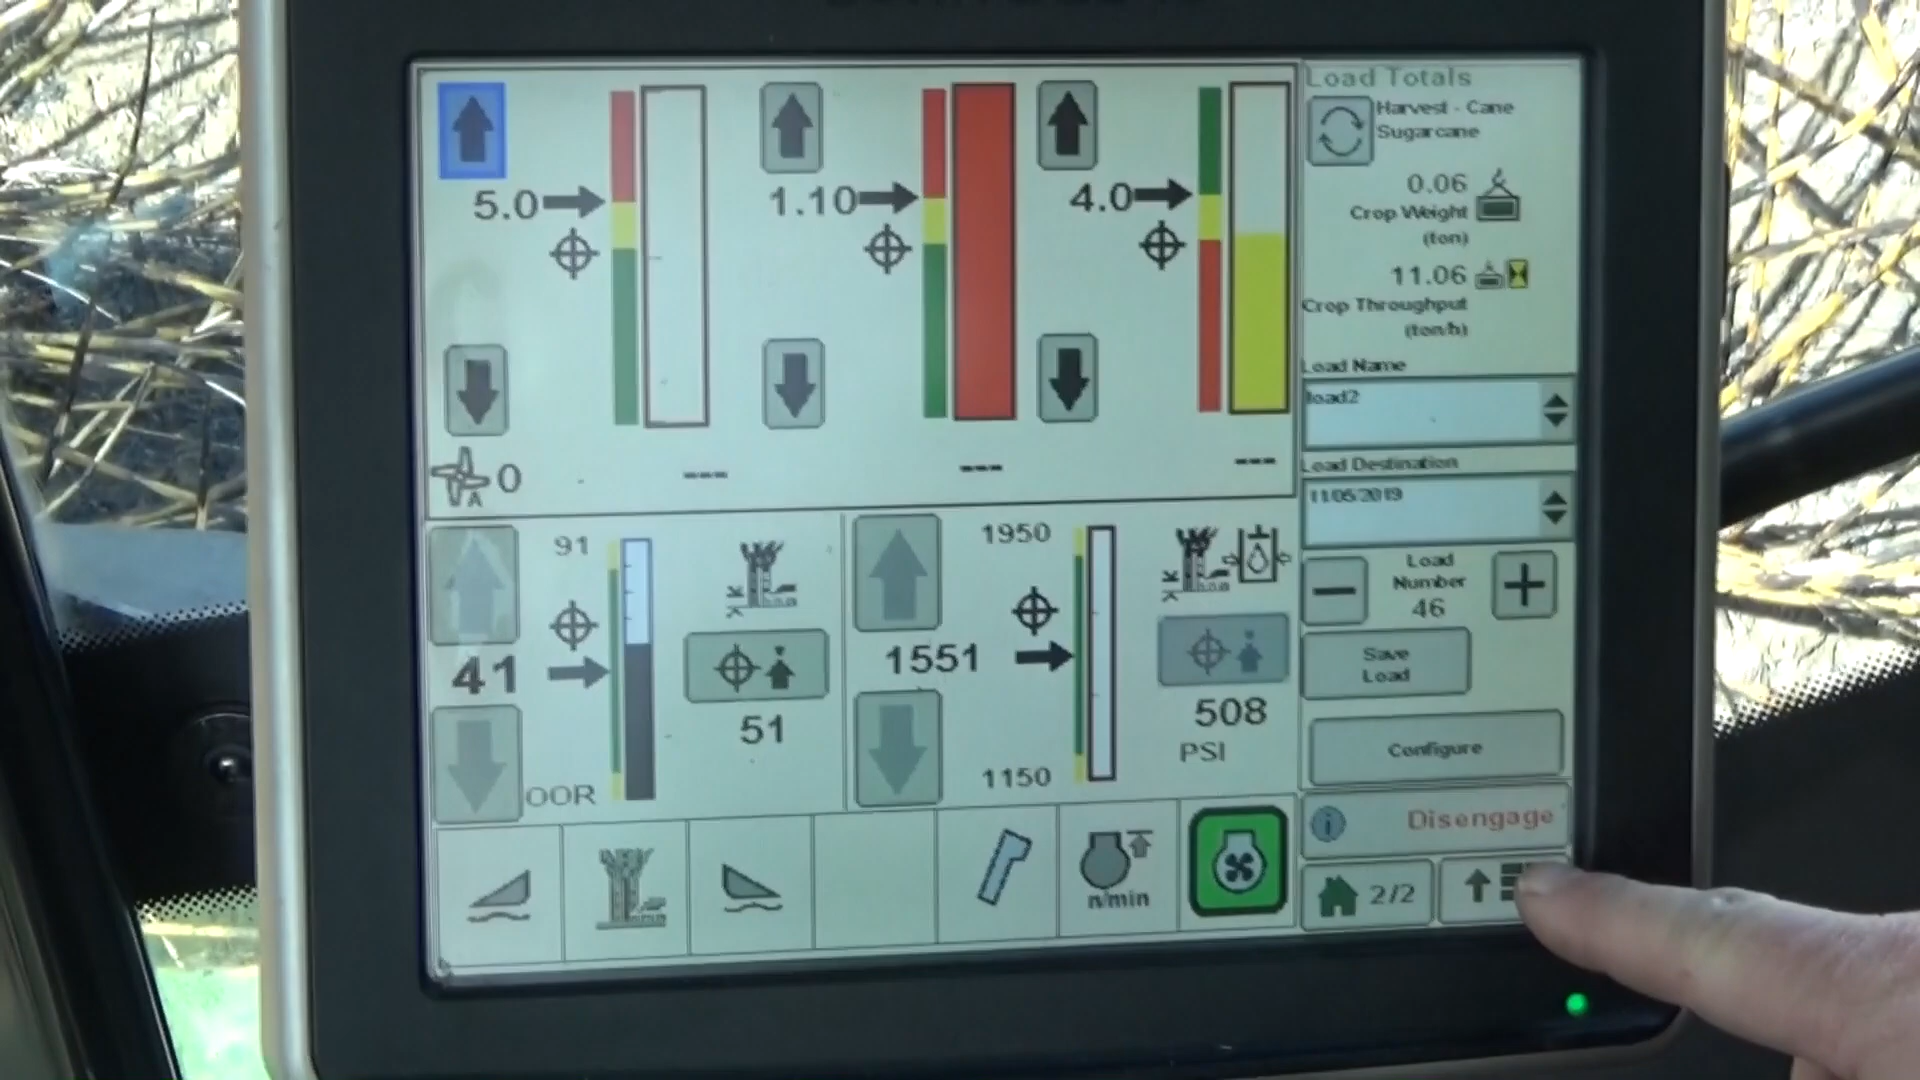 5.0
1.10
4.0
A 0
---
---
---
91
41
OOR
51
1950
1551
1150
508
PSI
n/min
Load Totals
Harvest - Cane
Sugarcane
0.06
Crop Weight
(ton)
11.06
Crop Throughput
(ton/h)
Load Name
load2
Load Destination
11/05/2019
Load
Number
46
Save
Load
Configure
Disengage
2/2